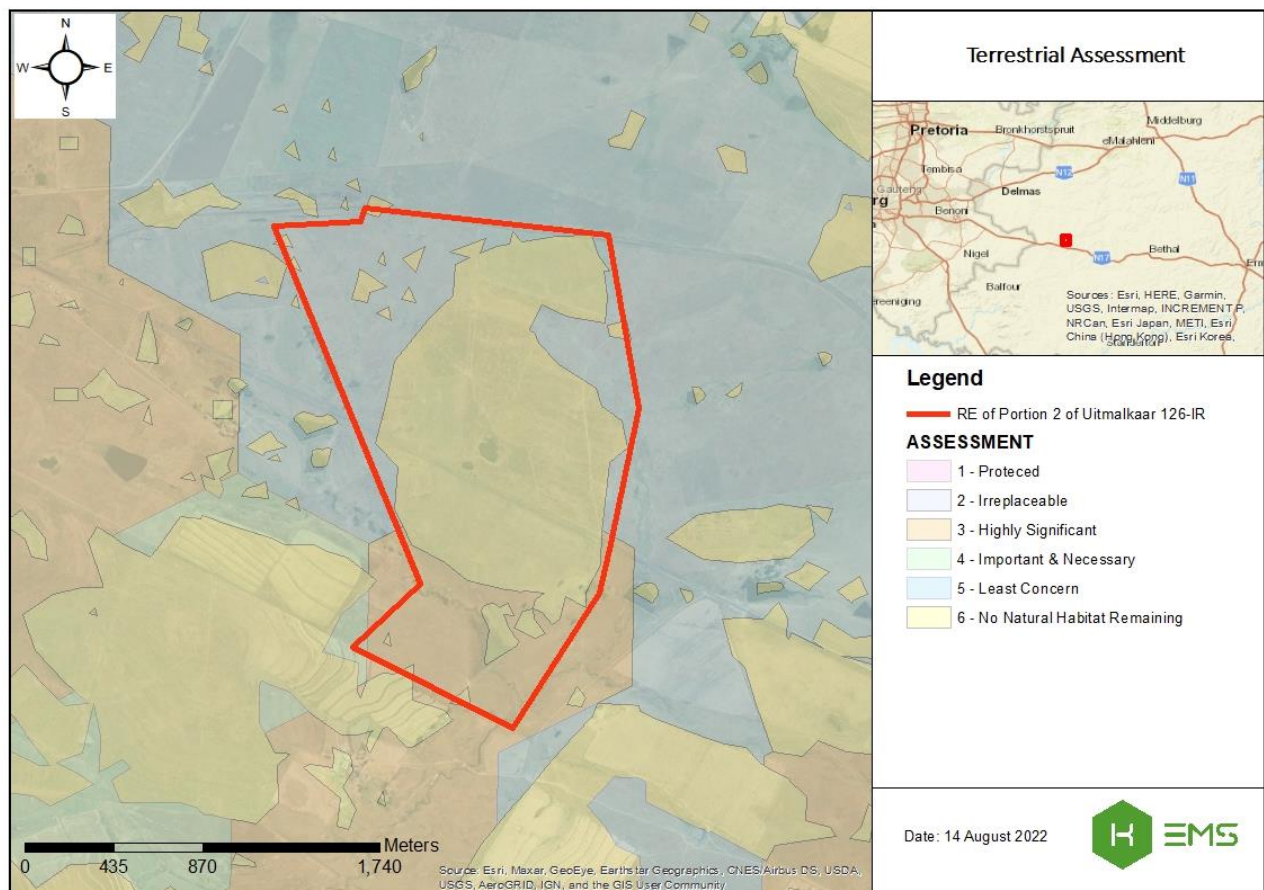 N
W E
S
Terrestrial Assessment
Middelburg
Pretoria
Bronkhorstspruit
eMalahleni
Tembisa
N12
N11
Gauteng
Delmas
rg
Benoni
Bethal
Nigel
N17
Erm
Balfour
ereeniging
Sources: Esri, HERE, Garmin,
USGS, Intermap, INCREMENT P,
NRCan, Esri Japan, METI, Esri
China (Hong Kong), Esri Korea,
Legend
RE of Portion 2 of Uitmalkaar 126-IR
ASSESSMENT
1 - Proteced
2 - Irreplaceable
3 - Highly Significant
4 - Important & Necessary
5 - Least Concern
6 - No Natural Habitat Remaining
Meters
0 435 870 1,740
Source: Esri, Maxar, GeoEye, Earthstar Geographics, CNES/Airbus DS, USDA,
USGS, AeroGRID, IGN, and the GIS User Community
Date: 14 August 2022
K EMS